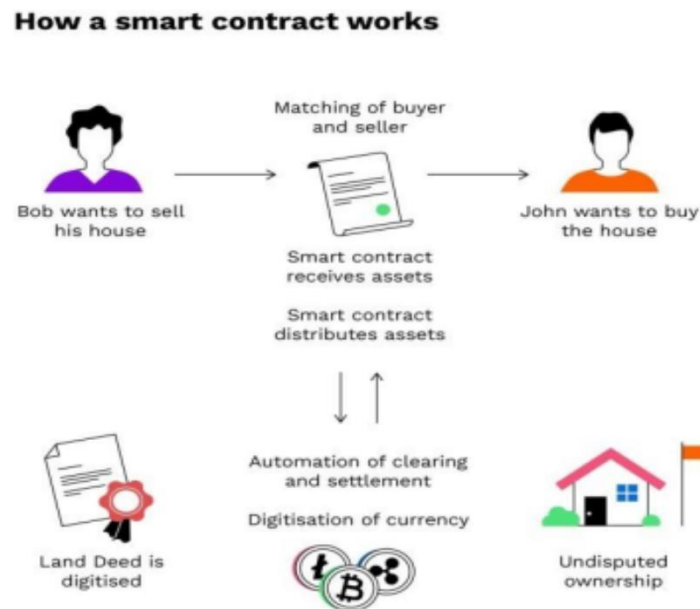 How a smart contract works
Matching of buyer
and seller
Bob wants to sell
his house
John wants to buy
the house
Smart contract
receives assets
Smart contract
distributes assets
Automation of clearing
and settlement
Digitisation of currency
Land Deed is
digitised
Undisputed
ownership